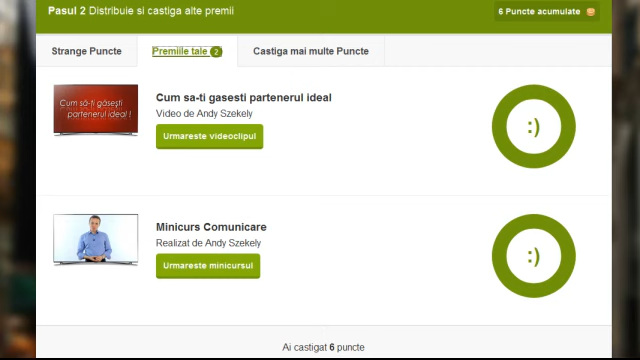 Pasul 2 Distribuie si castiga alte premii
6 Puncte acumulate
Strange Puncte
Premiile tale 2
Castiga mai multe Puncte
Cum sa-ti găsești
partenerul ideal !
Cum sa-ti gasesti partenerul ideal
Video de Andy Szekely
Urmareste videoclipul
:)
Minicurs Comunicare
Realizat de Andy Szekely
Urmareste minicursul
:)
Ai castigat 6 puncte